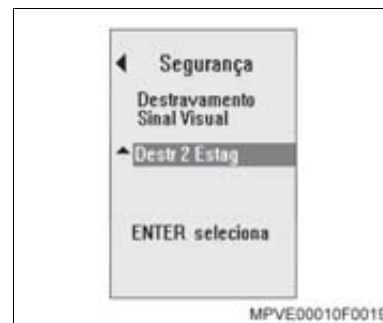 Segurança
Destravamento
Sinal Visual
Destr 2 Estag
ENTER seleciona
MPVE00010F0019